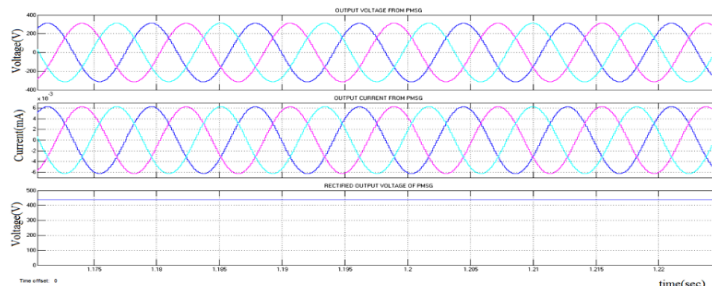 OUTPUT VOLTAGE FROM PMSG
400
200
0
-200
-400
Voltage(V)
x 10⁻³
OUTPUT CURRENT FROM PMSG
6
4
2
0
-2
-4
-6
Current(mA)
RECTIFIED OUTPUT VOLTAGE OF PMSG
500
400
300
200
100
0
Voltage(V)
1.175 1.18 1.185 1.19 1.195 1.2 1.205 1.21 1.215 1.22
Time offset: 0
time(sec)